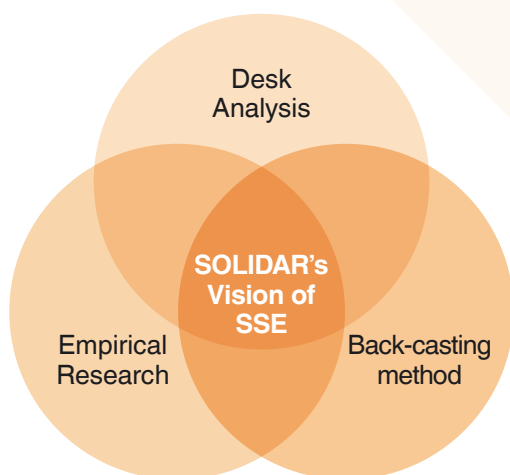 Desk
Analysis
SOLIDAR's
Vision of
SSE
Empirical
Research
Back-casting
method